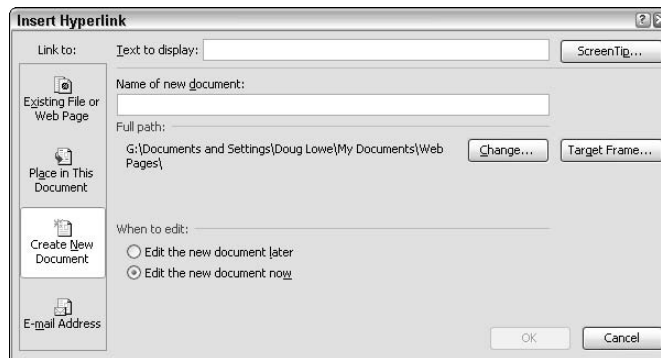 Insert Hyperlink
Link to:
Text to display:
ScreenTip...
Existing File or
Web Page
Name of new document:
Full path:
G:\Documents and Settings\Doug Lowe\My Documents\Web
Pages\
Change...
Target Frame...
Place in This
Document
Create New
Document
When to edit:
Edit the new document later
Edit the new document now
E-mail Address
OK
Cancel